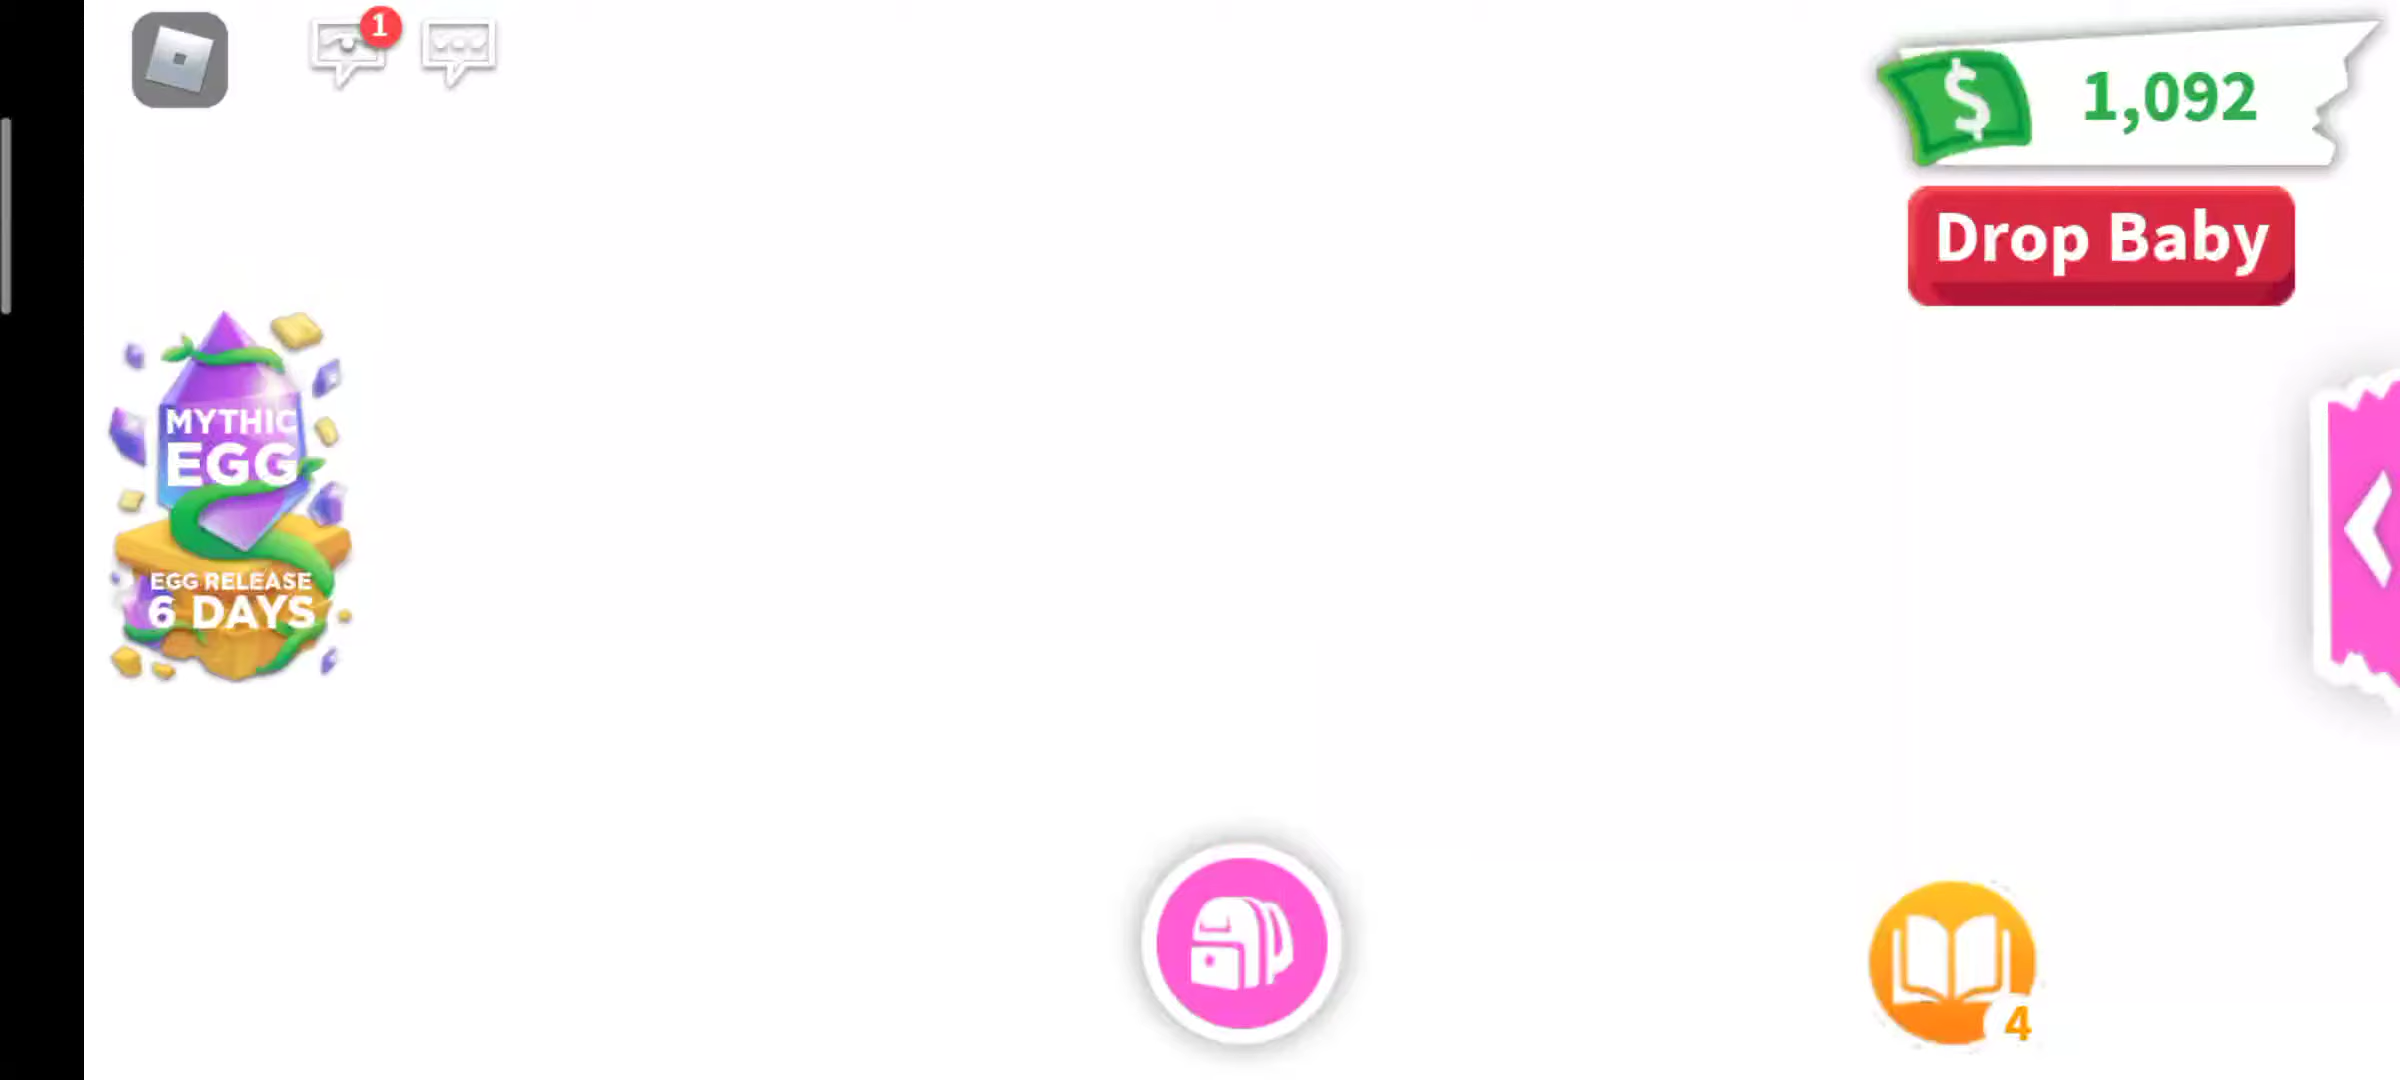 1
1,092
Drop Baby
MYTHIC
EGG
EGG RELEASE
6 DAYS
4